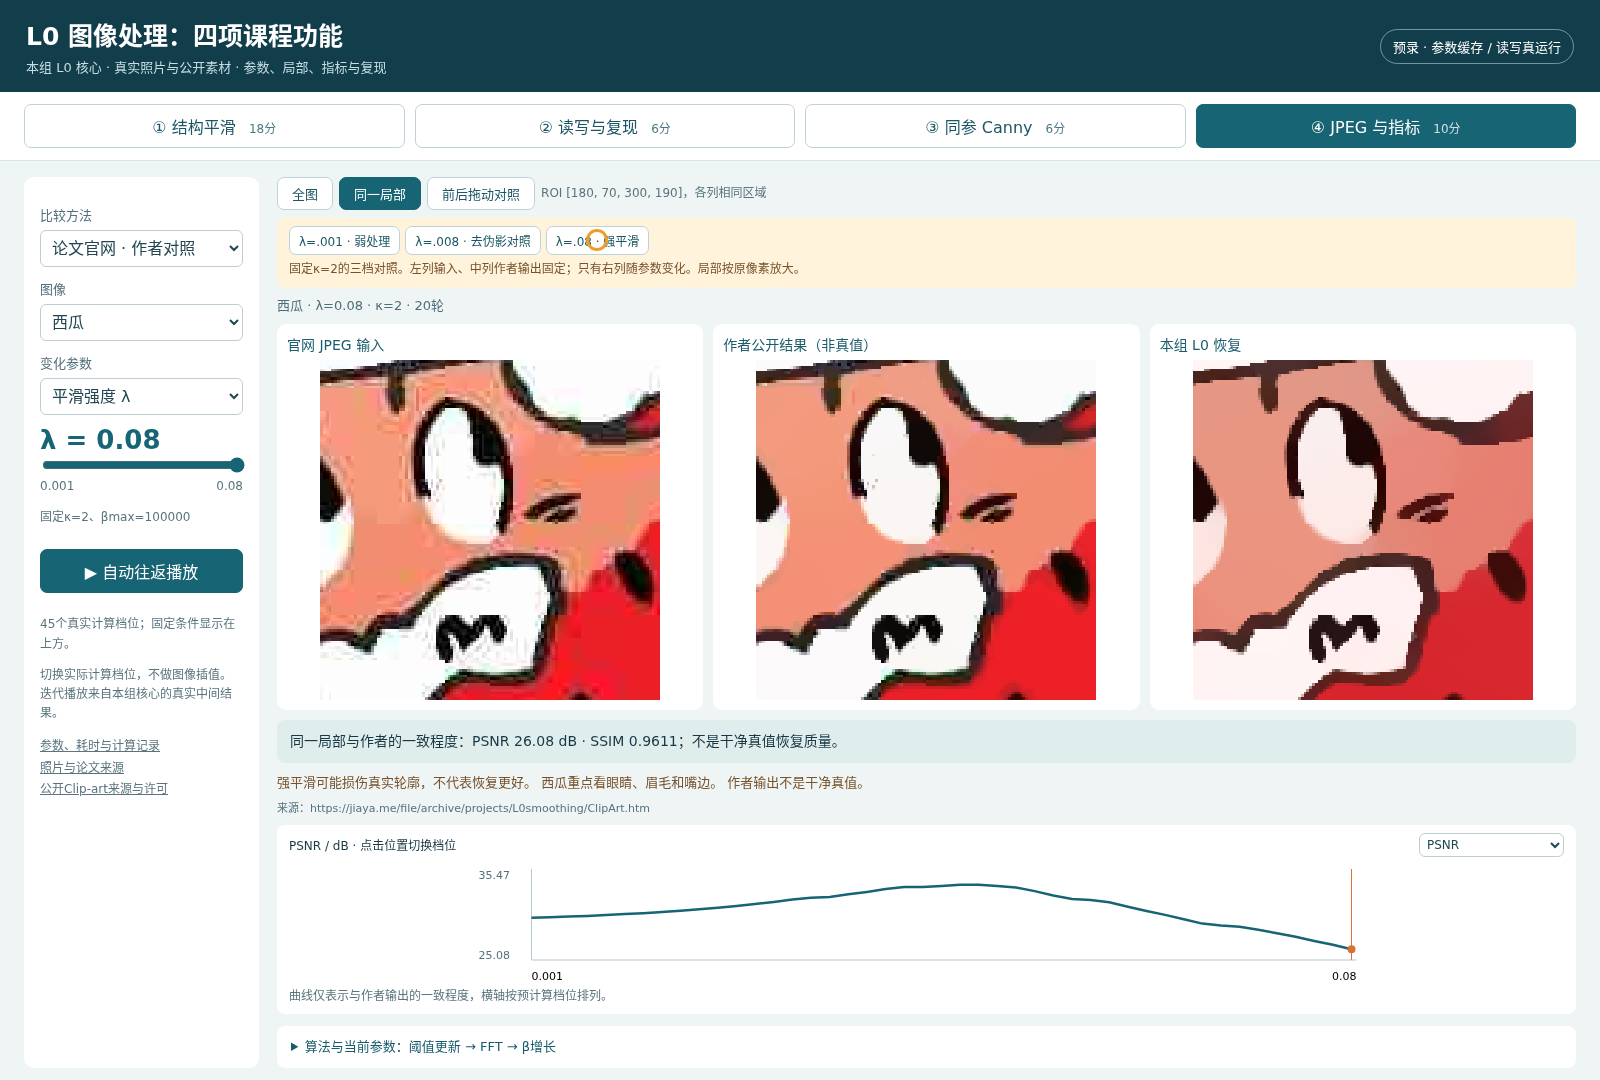 L0 图像处理：四项课程功能
本组 L0 核心 · 真实照片与公开素材 · 参数、局部、指标与复现
预录 · 参数缓存 / 读写真运行
① 结构平滑 18分
② 读写与复现 6分
③ 同参 Canny 6分
④ JPEG 与指标 10分
比较方法
论文官网 · 作者对照
图像
西瓜
变化参数
平滑强度 λ
λ = 0.08
0.001 0.08
固定κ=2、βmax=100000
▶ 自动往返播放
45个真实计算档位；固定条件显示在
上方。
切换实际计算档位，不做图像插值。
迭代播放来自本组核心的真实中间结
果。
参数、耗时与计算记录
照片与论文来源
公开Clip-art来源与许可
全图 同一局部 前后拖动对照 ROI [180, 70, 300, 190]，各列相同区域
λ=.001 · 弱处理 λ=.008 · 去伪影对照 λ=.08 · 强平滑
固定κ=2的三档对照。左列输入、中列作者输出固定；只有右列随参数变化。局部按原像素放大。
西瓜 · λ=0.08 · κ=2 · 20轮
官网 JPEG 输入
作者公开结果（非真值）
本组 L0 恢复
同一局部与作者的一致程度：PSNR 26.08 dB · SSIM 0.9611；不是干净真值恢复质量。
强平滑可能损伤真实轮廓，不代表恢复更好。 西瓜重点看眼睛、眉毛和嘴边。 作者输出不是干净真值。
来源：https://jiaya.me/file/archive/projects/L0smoothing/ClipArt.htm
PSNR / dB · 点击位置切换档位
PSNR
35.47
25.08
0.001 0.08
曲线仅表示与作者输出的一致程度，横轴按预计算档位排列。
▶ 算法与当前参数：阈值更新 → FFT → β增长